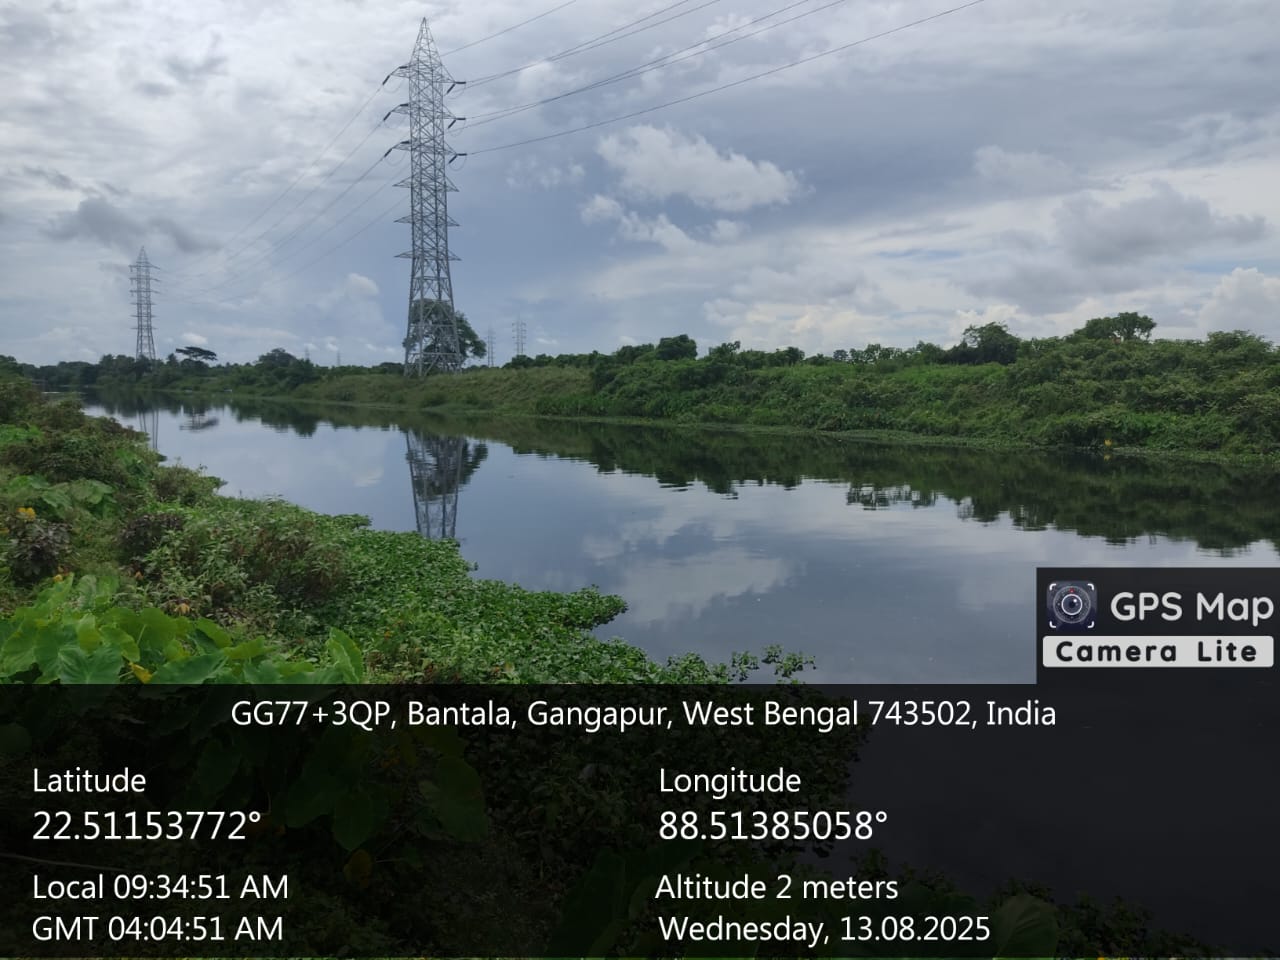 GPS Map
Camera Lite
GG77+3QP, Bantala, Gangapur, West Bengal 743502, India
Latitude
22.51153772°
Longitude
88.51385058°
Local 09:34:51 AM
GMT 04:04:51 AM
Altitude 2 meters
Wednesday, 13.08.2025